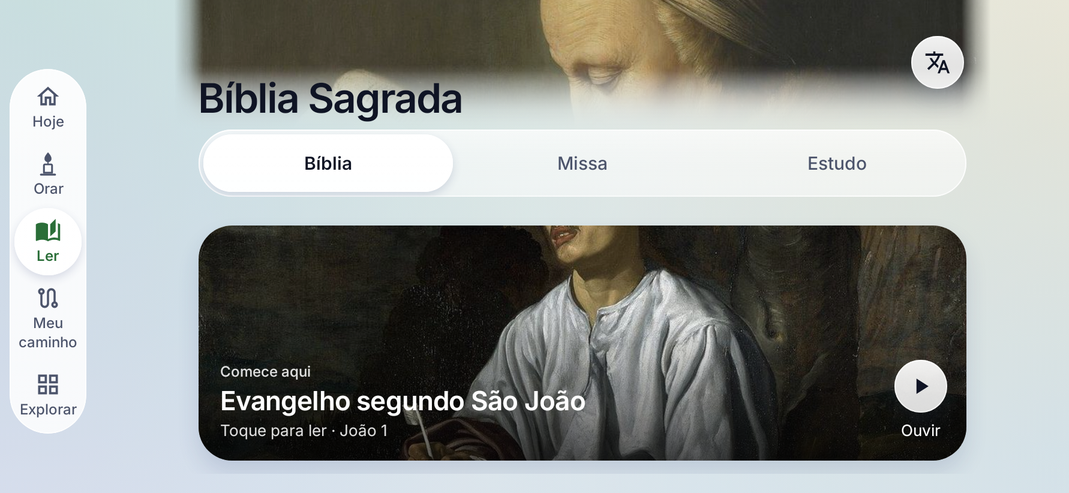 Bíblia Sagrada
Hoje
Orar
Ler
Meu
caminho
Explorar
Bíblia
Missa
Estudo
Comece aqui
Evangelho segundo São João
Toque para ler · João 1
Ouvir